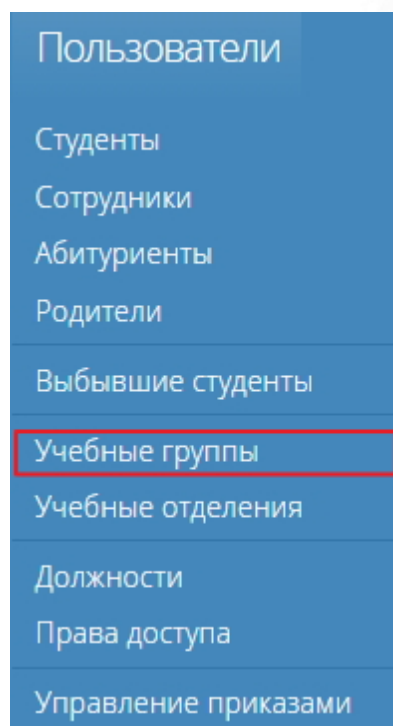 Пользователи
Студенты
Сотрудники
Абитуриенты
Родители
Выбывшие студенты
Учебные группы
Учебные отделения
Должности
Права доступа
Управление приказами